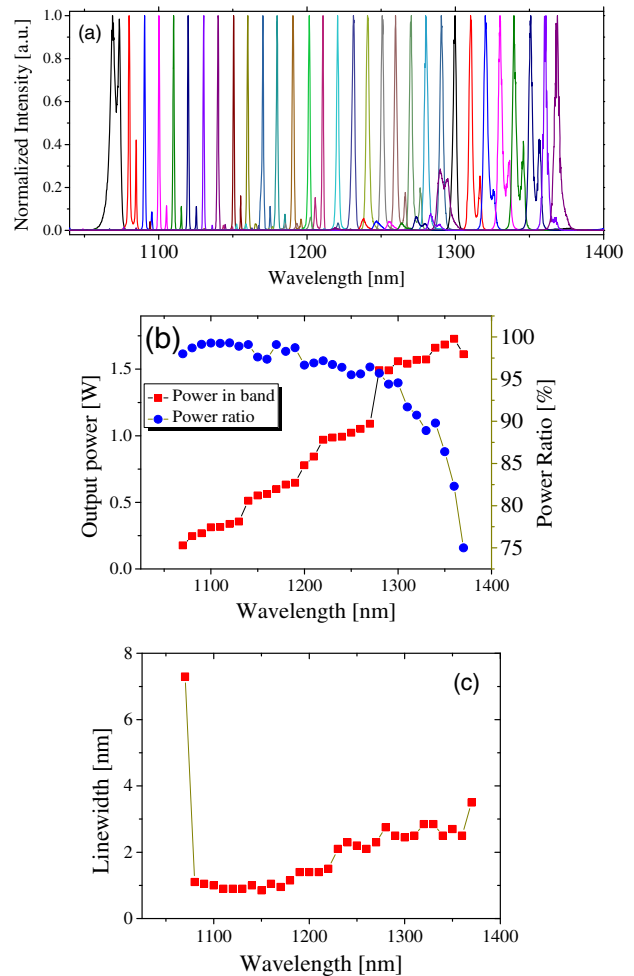 (a)
Normalized Intensity [a.u.]
1.0
0.8
0.6
0.4
0.2
0.0
1100 1200 1300 1400
Wavelength [nm]
(b)
Output power [W]
1.5
1.0
0.5
0.0
Power in band
Power ratio
100
95
90
85
80
75
Power Ratio [%]
1100 1200 1300 1400
Wavelength [nm]
(c)
Linewidth [nm]
8
6
4
2
0
1100 1200 1300 1400
Wavelength [nm]